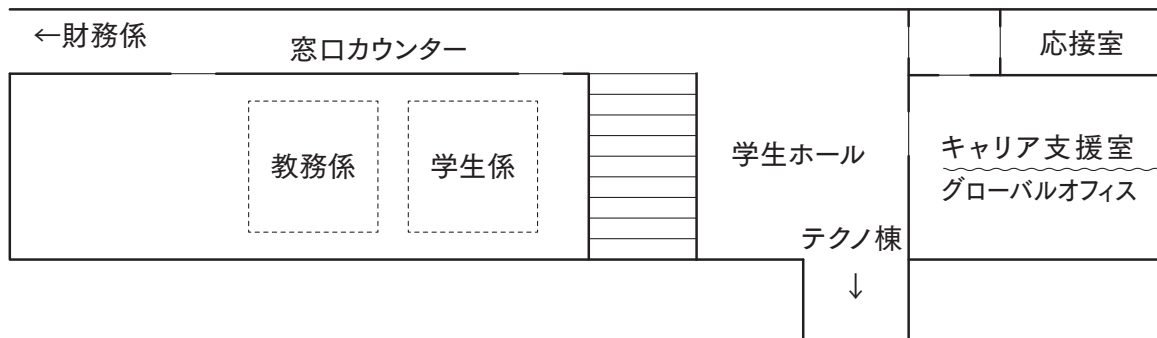 ←財務係
窓口カウンター
応接室
教務係
学生係
学生ホール
キャリア支援室
グローバルオフィス
テクノ棟
↓